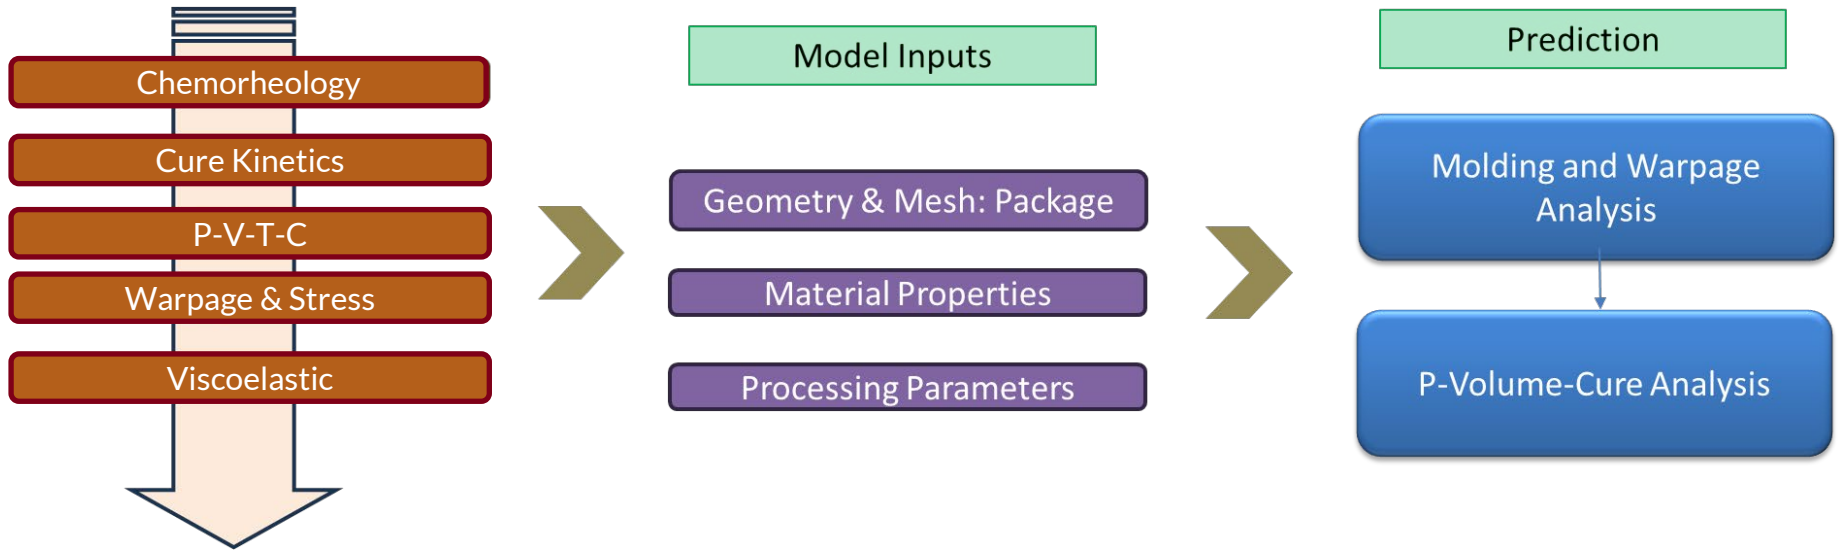 Chemorheology
Cure Kinetics
P-V-T-C
Warpage & Stress
Viscoelastic
Model Inputs
Geometry & Mesh: Package
Material Properties
Processing Parameters
Prediction
Molding and Warpage
Analysis
P-Volume-Cure Analysis